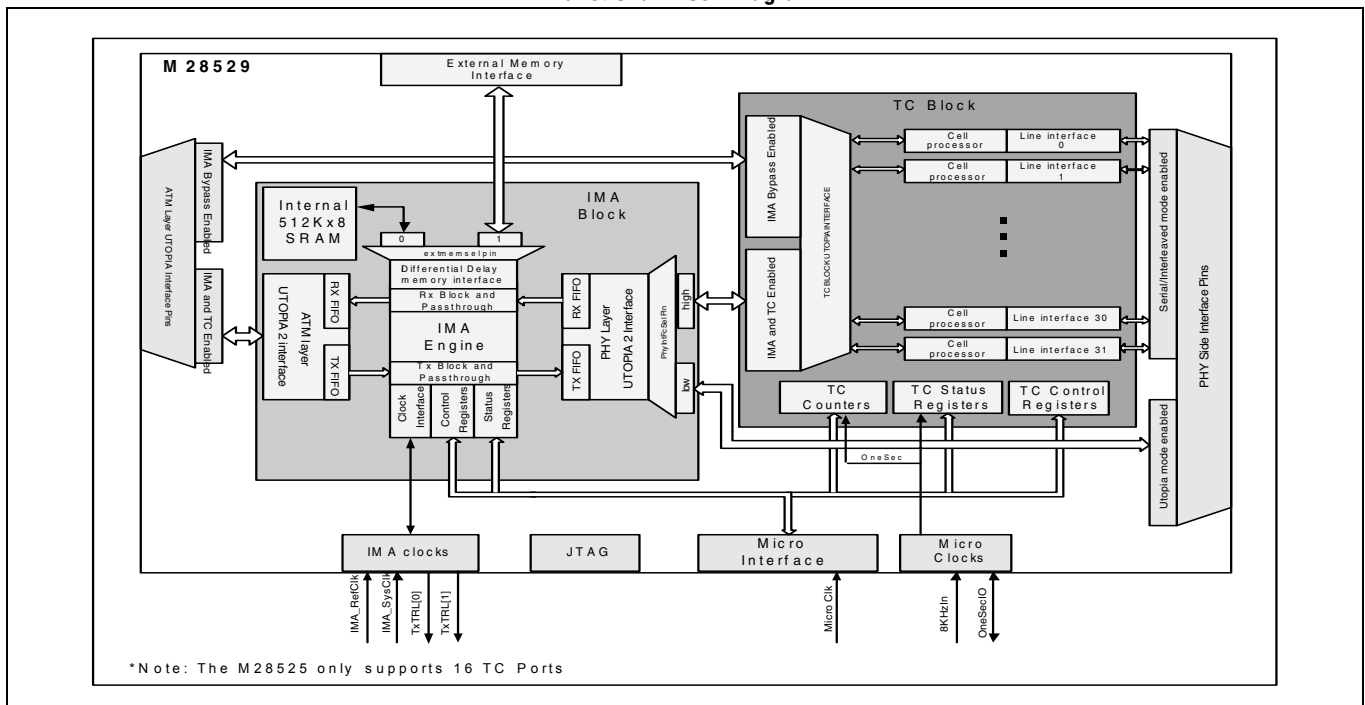 M 28529
External Memory
Interface
TC Block
ATM Layer UTOPIA Interface Pins
IMA Bypass Enabled
IMA and TC Enabled
IMA
Block
Internal
512Kx8
SRAM
0
1
extmemselpin
Differential Delay
memory interface
Rx Block and
Passthrough
IMA
Engine
Tx Block and
Passthrough
Clock
Interface
Control
Registers
Status
Registers
ATM layer
UTOPIA 2 interface
RX FIFO
TX FIFO
RX FIFO
TX FIFO
PHY Layer
UTOPIA 2 Interface
PhyIntFcSelPin
high
low
IMA Bypass Enabled
IMA and TC Enabled
TC BLOCK UTOPIA INTERFACE
Cell
processor
Line interface
0
Cell
processor
Line interface
1
Cell
processor
Line interface 30
Cell
processor
Line interface 31
TC
Counters
TC Status
Registers
TC Control
Registers
OneSec
Serial/Interleaved mode enabled
Utopia mode enabled
PHY Side Interface Pins
IMA clocks
JTAG
Micro
Interface
Micro
Clocks
IMA_RefClk
IMA_SysClk
TxTRL[0]
TxTRL[1]
Micro Clk
8KHzIn
OneSecIO
*Note: The M28525 only supports 16 TC Ports